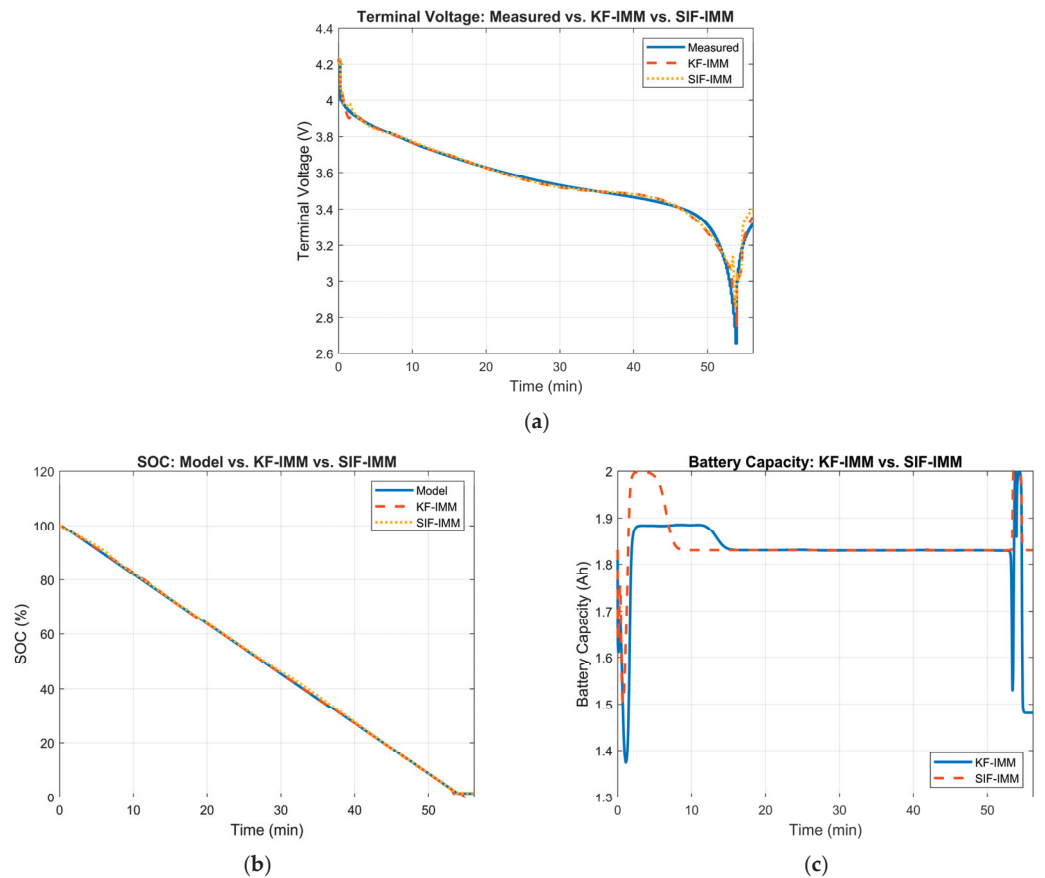 Terminal Voltage: Measured vs. KF-IMM vs. SIF-IMM
4.4
4.2
4
3.8
3.6
3.4
3.2
3
2.8
2.6
Terminal Voltage (V)
Measured
KF-IMM
SIF-IMM
0 10 20 30 40 50
Time (min)
(a)
SOC: Model vs. KF-IMM vs. SIF-IMM
120
100
80
60
40
20
0
SOC (%)
Model
KF-IMM
SIF-IMM
0 10 20 30 40 50
Time (min)
(b)
Battery Capacity: KF-IMM vs. SIF-IMM
2
1.9
1.8
1.7
1.6
1.5
1.4
1.3
Battery Capacity (Ah)
KF-IMM
SIF-IMM
0 10 20 30 40 50
Time (min)
(c)